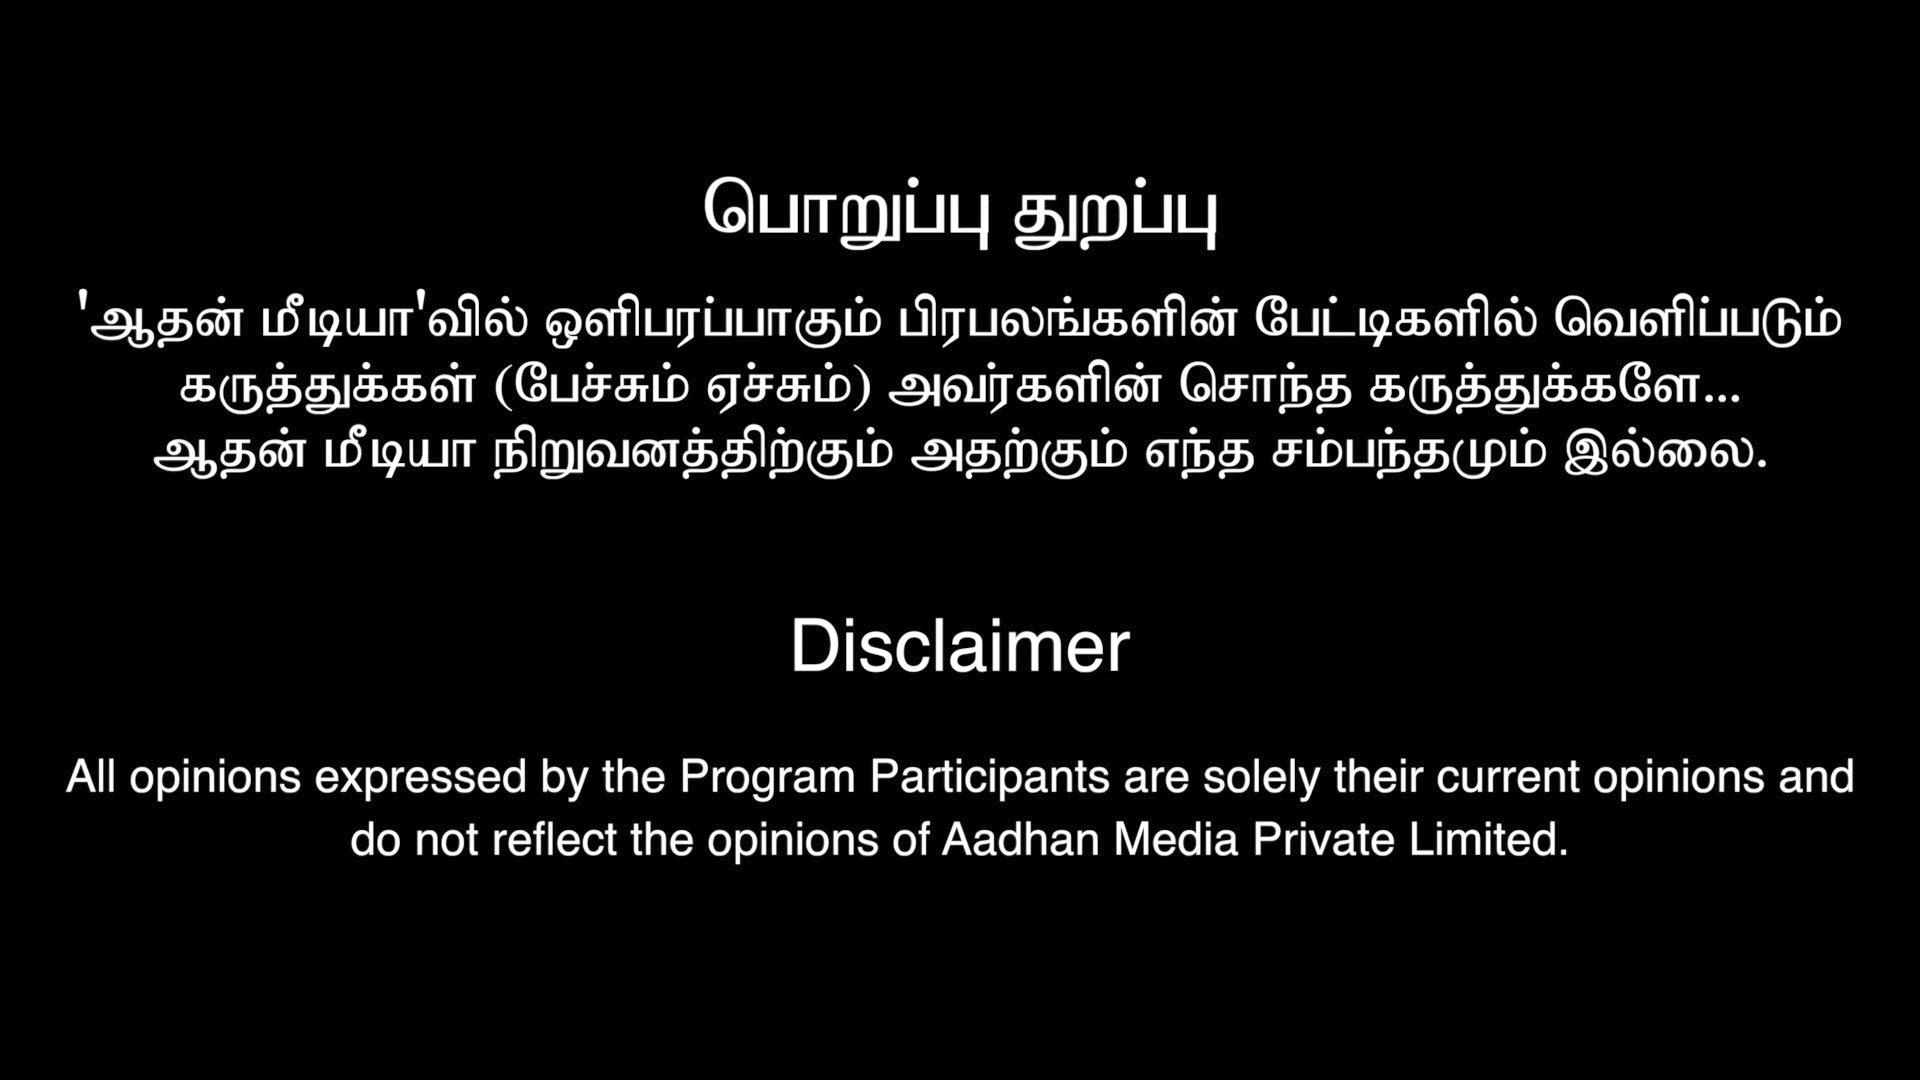 பொறுப்பு துறப்பு
'ஆதன் மீடியா'வில் ஒளிபரப்பாகும் பிரபலங்களின் பேட்டிகளில் வெளிப்படும்
கருத்துக்கள் (பேச்சும் ஏச்சும்) அவர்களின் சொந்த கருத்துக்களே...
ஆதன் மீடியா நிறுவனத்திற்கும் அதற்கும் எந்த சம்பந்தமும் இல்லை.
Disclaimer
All opinions expressed by the Program Participants are solely their current opinions and
do not reflect the opinions of Aadhan Media Private Limited.